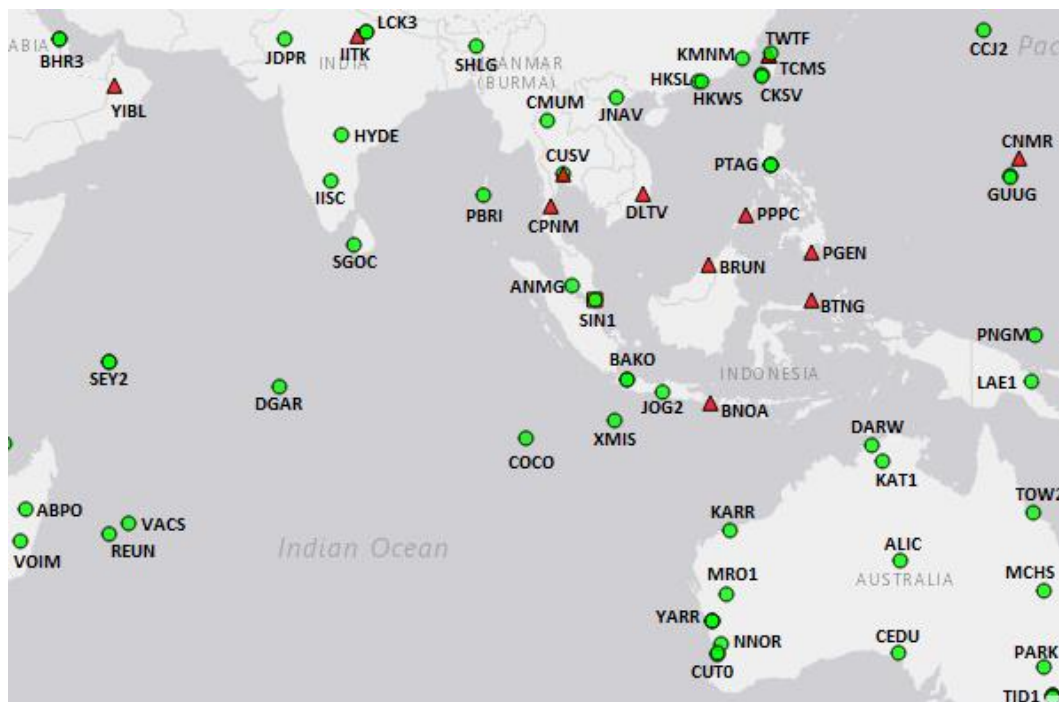 LCK3
TWTF
CCJ2
Pac
ABIA
BHR3
JDPR
IITK
INDIA
SHLG
MYANMAR
(BURMA)
KMNM
TCMS
YIBL
HKSL
HKWS
CKSV
CMUM
JNAV
HYDE
CUSV
PTAG
CNMR
GUUG
IISC
PBRI
CPNM
DLTV
PPPC
SGOC
BRUN
PGEN
ANMG
SIN1
BTNG
PNGM
BAKO
INDONESIA
SEY2
DGAR
JOG2
BNOA
LAE1
XMIS
COCO
DARW
KAT1
ABPO
VACS
TOW2
VOIM
REUN
KARR
Indian Ocean
ALIC
AUSTRALIA
MRO1
MCHS
YARR
NNOR
CEDU
CUT0
PARK
TID1